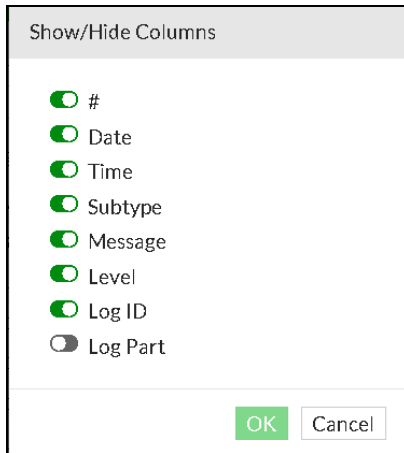 Show/Hide Columns
#
Date
Time
Subtype
Message
Level
Log ID
Log Part
OK Cancel